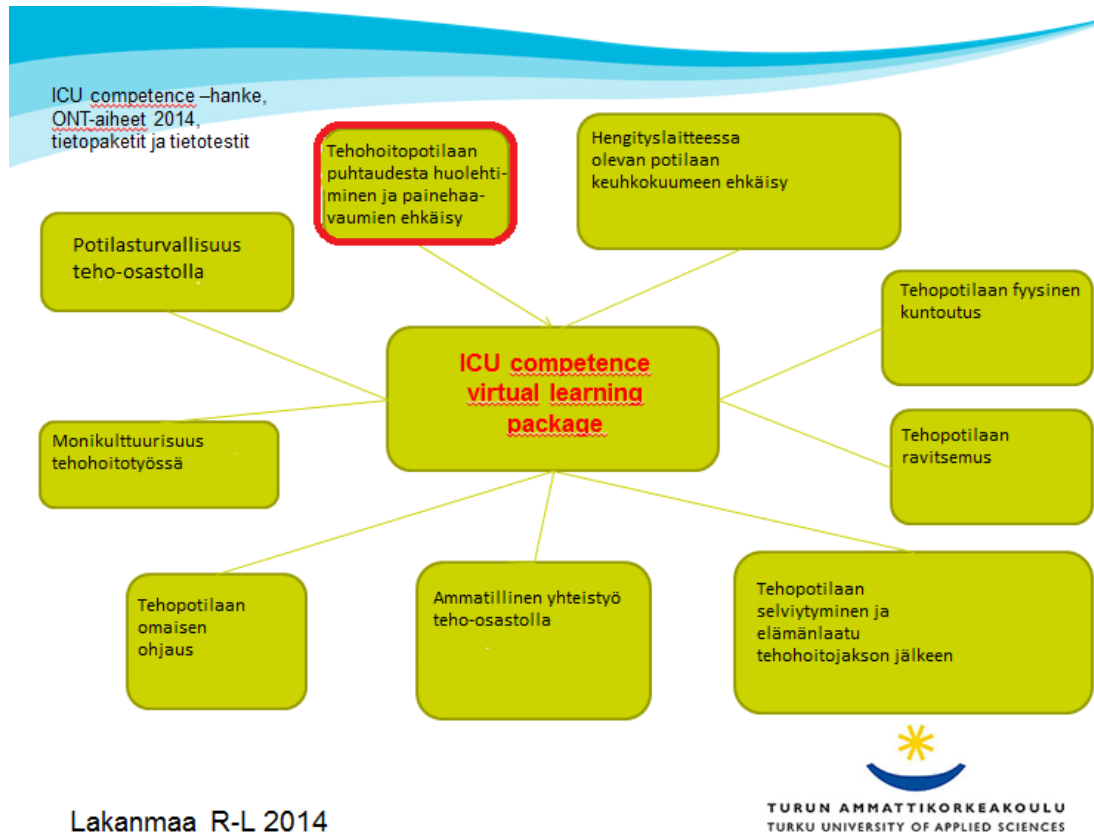 ICU competence –hanke,
ONT-aiheet 2014,
tietopaketit ja tietotestit
Tehohoitopotilaan
puhtaudesta huolehti-
minen ja painehaa-
vaumien ehkäisy
Hengityslaitteessa
olevan potilaan
keuhkokuumeen ehkäisy
Potilasturvallisuus
teho-osastolla
Tehopotilaan fyysinen
kuntoutus
ICU competence
virtual learning
package
Monikulttuurisuus
tehohoitotyössä
Tehopotilaan
ravitsemus
Tehopotilaan
omaisen
ohjaus
Ammatillinen yhteistyö
teho-osastolla
Tehopotilaan
selviytyminen ja
elämänlaatu
tehohoitojakson jälkeen
Lakanmaa R-L 2014
TURUN AMMATTIKORKEAKOULU
TURKU UNIVERSITY OF APPLIED SCIENCES